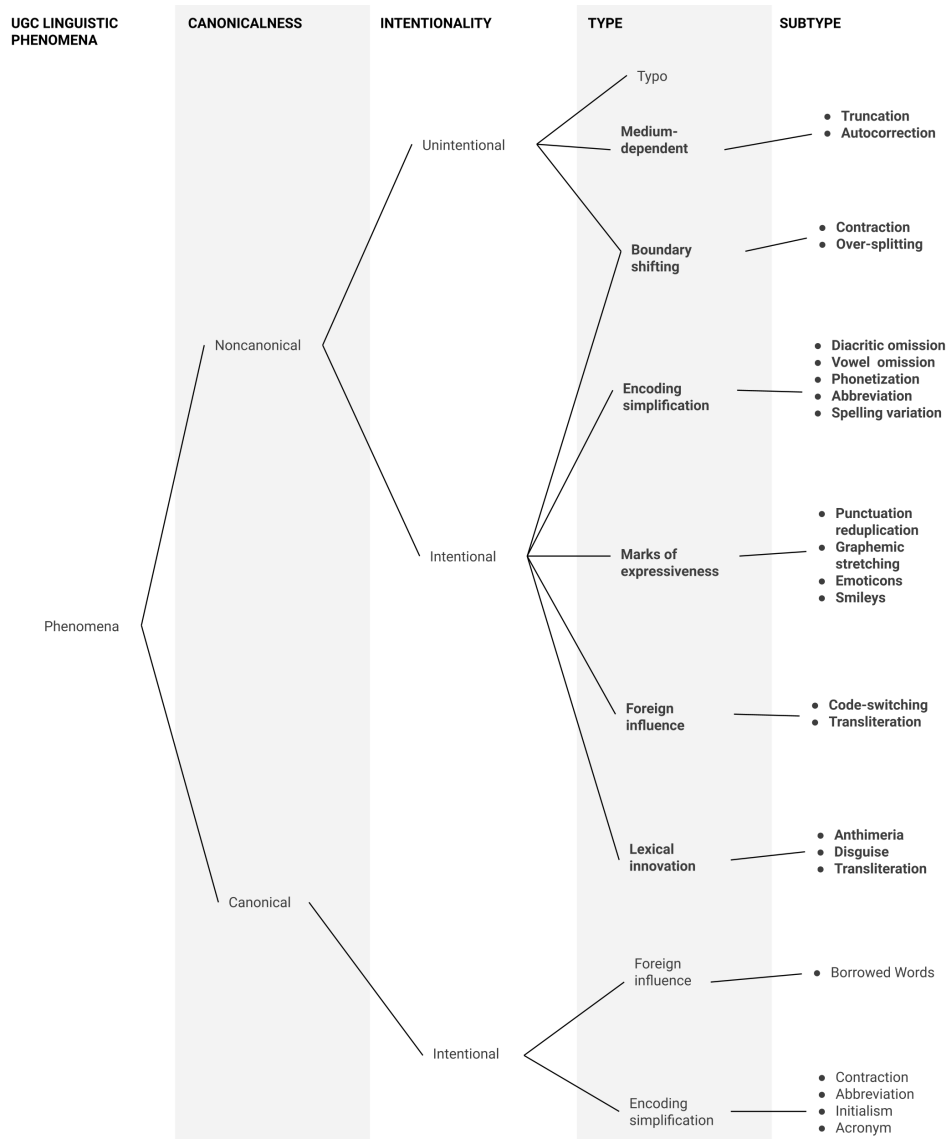 UGC LINGUISTIC
PHENOMENA
CANONICALNESS
INTENTIONALITY
TYPE
SUBTYPE
Phenomena
Noncanonical
Canonical
Unintentional
Intentional
Intentional
Typo
Medium-
dependent
• Truncation
• Autocorrection
Boundary
shifting
• Contraction
• Over-splitting
Encoding
simplification
• Diacritic omission
• Vowel omission
• Phonetization
• Abbreviation
• Spelling variation
Marks of
expressiveness
• Punctuation
reduplication
• Graphemic
stretching
• Emoticons
• Smileys
Foreign
influence
• Code-switching
• Transliteration
Lexical
innovation
• Anthimeria
• Disguise
• Transliteration
Foreign
influence
• Borrowed Words
Encoding
simplification
• Contraction
• Abbreviation
• Initialism
• Acronym